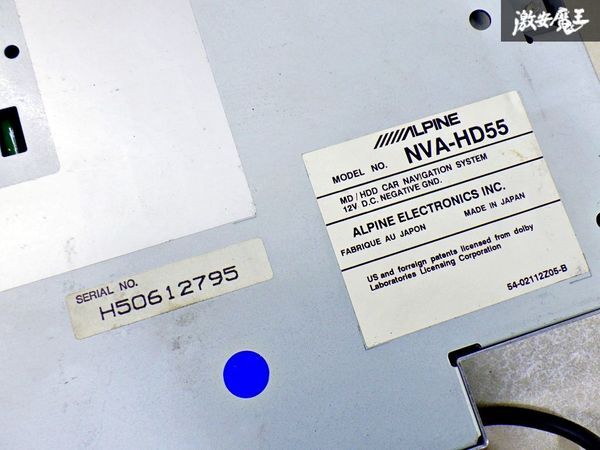 激安魔王
ALPINE
MODEL NO. NVA-HD55
MD/HDD CAR NAVIGATION SYSTEM
12V D.C. NEGATIVE GND.
ALPINE ELECTRONICS INC.
FABRIQUE AU JAPON MADE IN JAPAN
US and foreign patents licensed from dolby
Laboratories Licensing Corporation
54-02112Z05-B
SERIAL NO.
H50612795